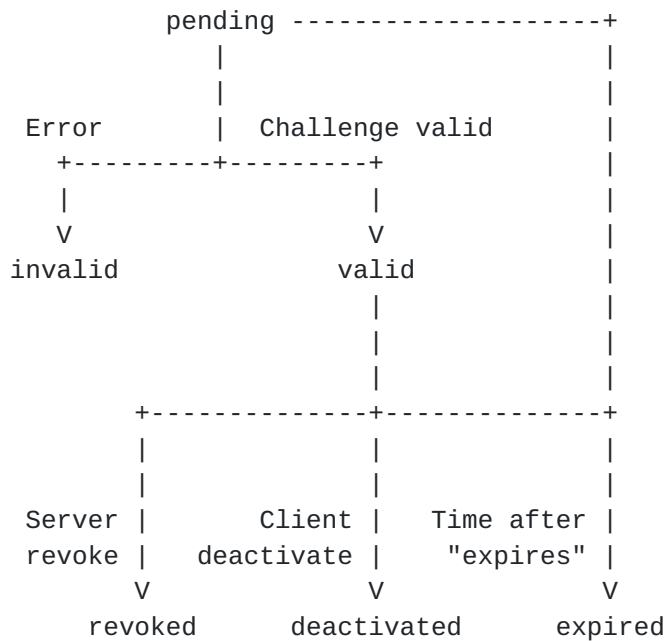 pending --------------------+
|                         |
|                         |
Error         |  Challenge valid        |
+---------+---------+               |
|                   |               |
V                   V               |
invalid              valid             |
|               |
|               |
|               |
+--------------+--------------+
|              |              |
|              |              |
Server |       Client |   Time after |
revoke |   deactivate |    "expires" |
V              V              V
revoked      deactivated      expired